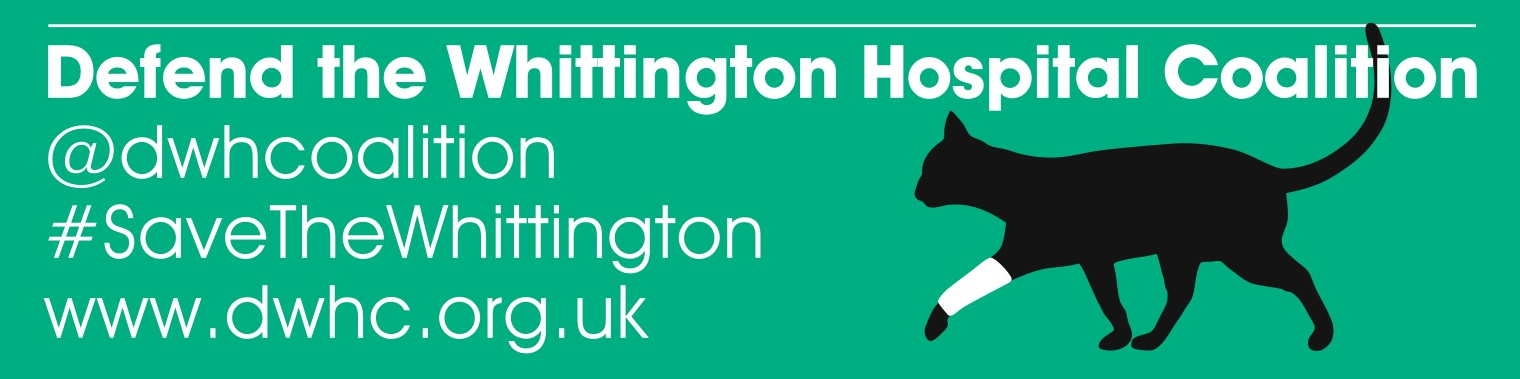 Defend the Whittington Hospital Coalition
@dwhcoalition
#SaveTheWhittington
www.dwhc.org.uk